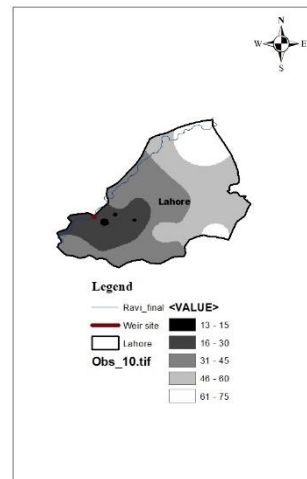 N
W E
S
Lahore
Legend
Ravi_final
Weir site
Lahore
Obs_10.tif
<VALUE>
13 - 15
16 - 30
31 - 45
46 - 60
61 - 75